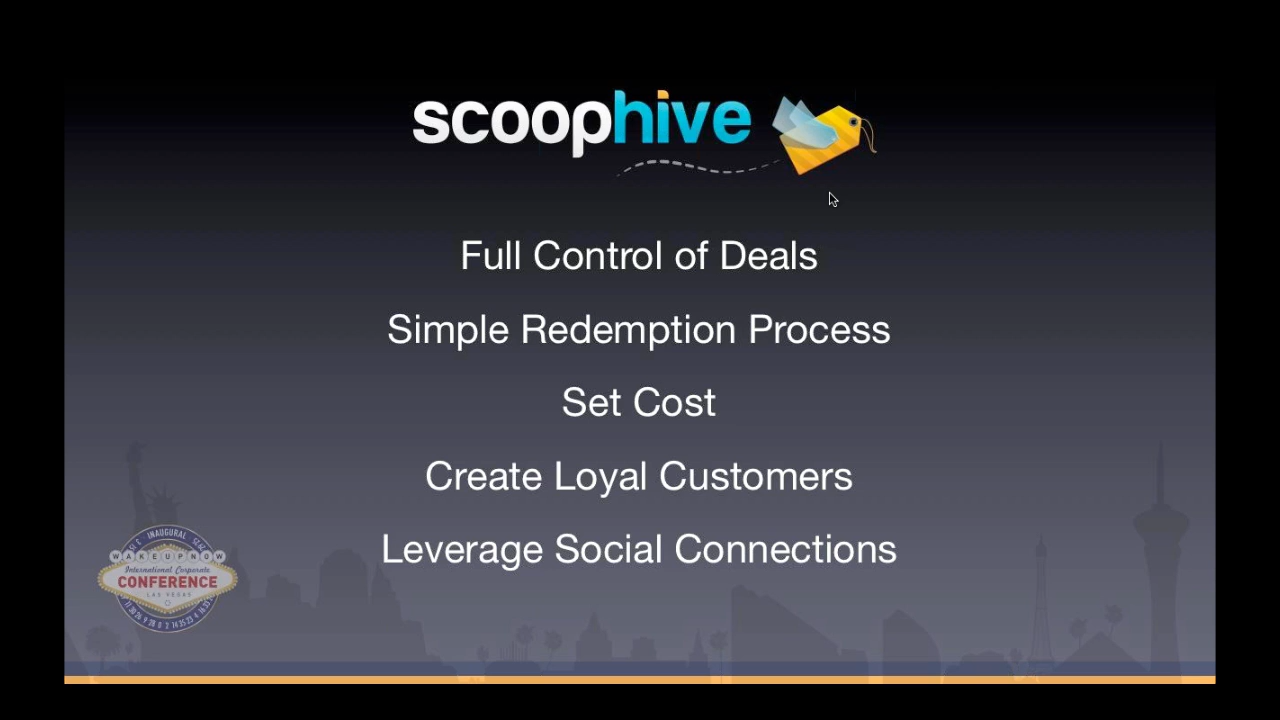 scoophive
Full Control of Deals
Simple Redemption Process
Set Cost
Create Loyal Customers
Leverage Social Connections
INAUGURAL
WAKEUPNOW
International Corporate
CONFERENCE
LAS VEGAS